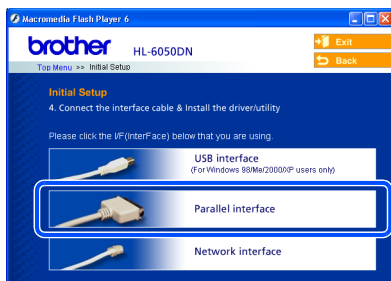 Macromedia Flash Player 6
brother HL-6050DN
Exit
Back
Top Menu >> Initial Setup
Initial Setup
4. Connect the interface cable & Install the driver/utility
Please click the I/F(InterFace) below that you are using.
USB interface
(For Windows 98/Me/2000/XP users only)
Parallel interface
Network interface